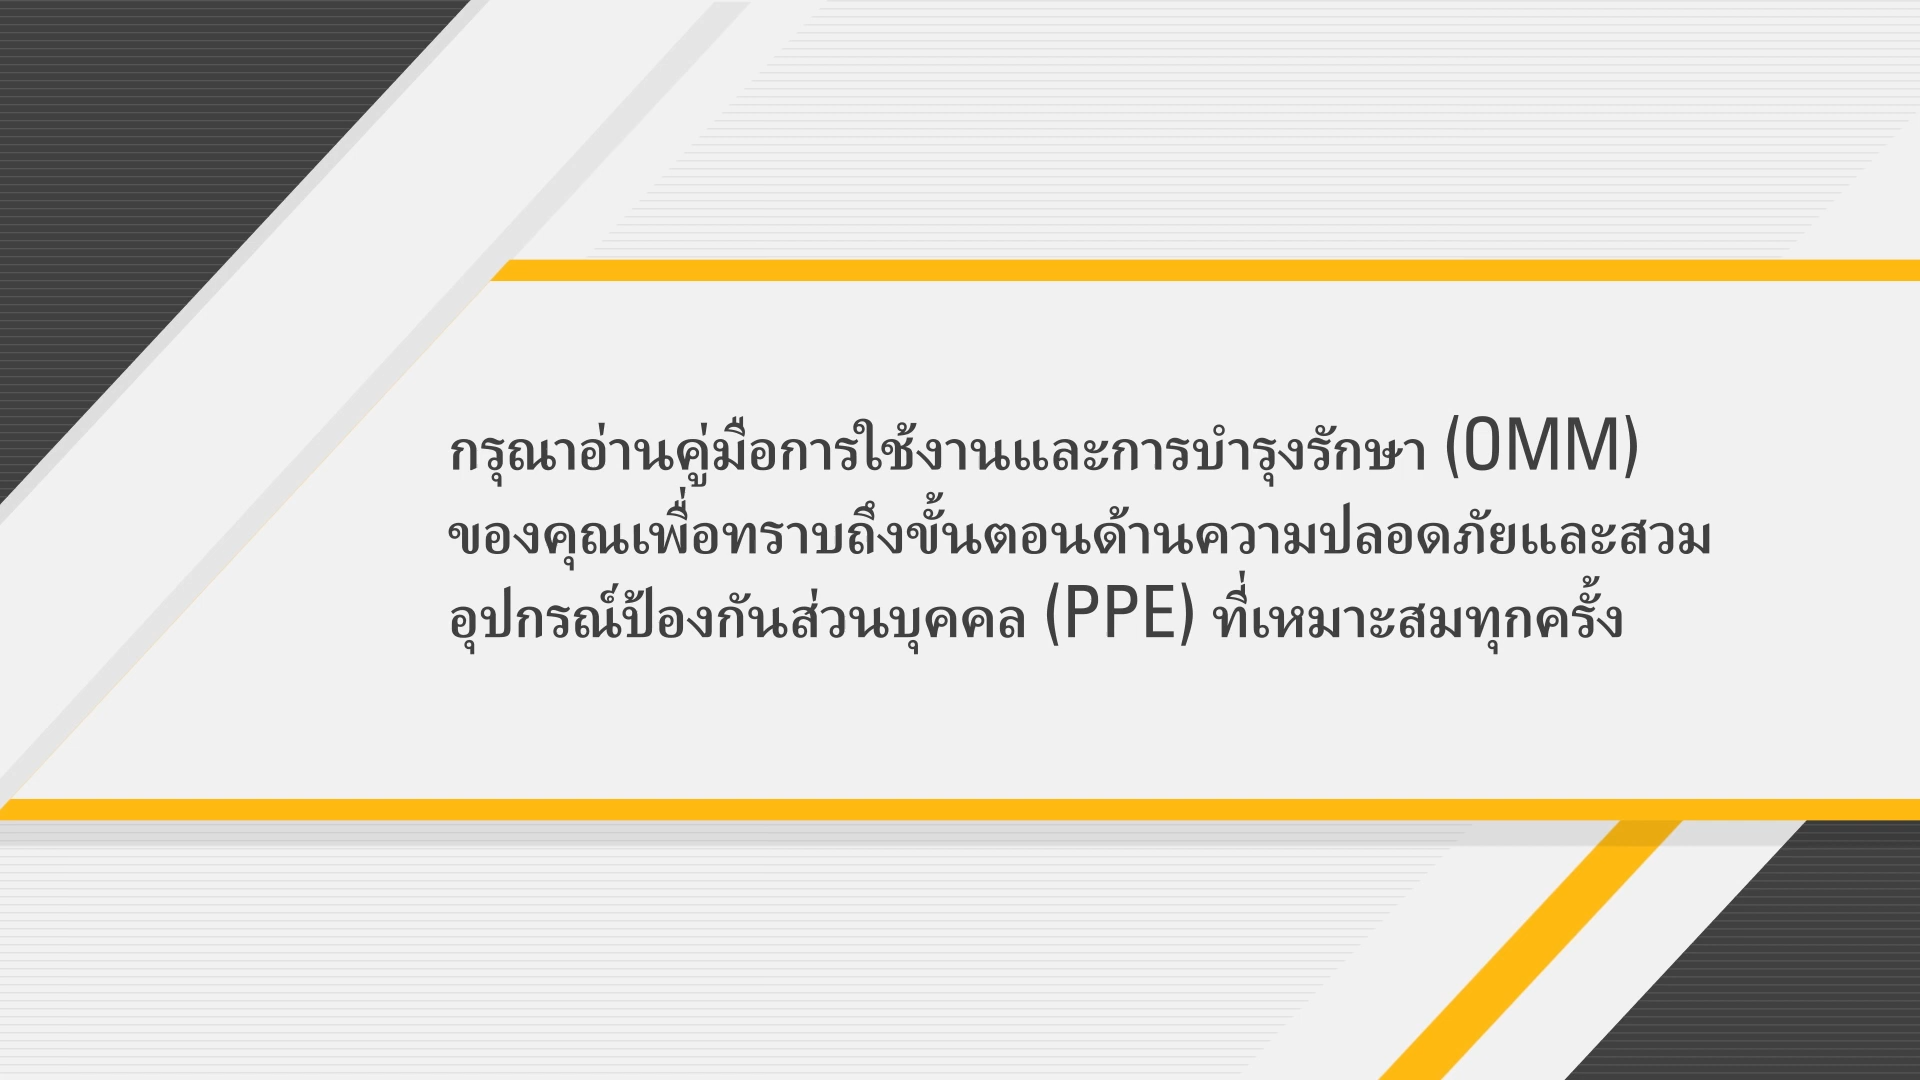 กรุณาอ่านคู่มือการใช้งานและการบำรุงรักษา (OMM)
ของคุณเพื่อทราบถึงขั้นตอนด้านความปลอดภัยและสวม
อุปกรณ์ป้องกันส่วนบุคคล (PPE) ที่เหมาะสมทุกครั้ง